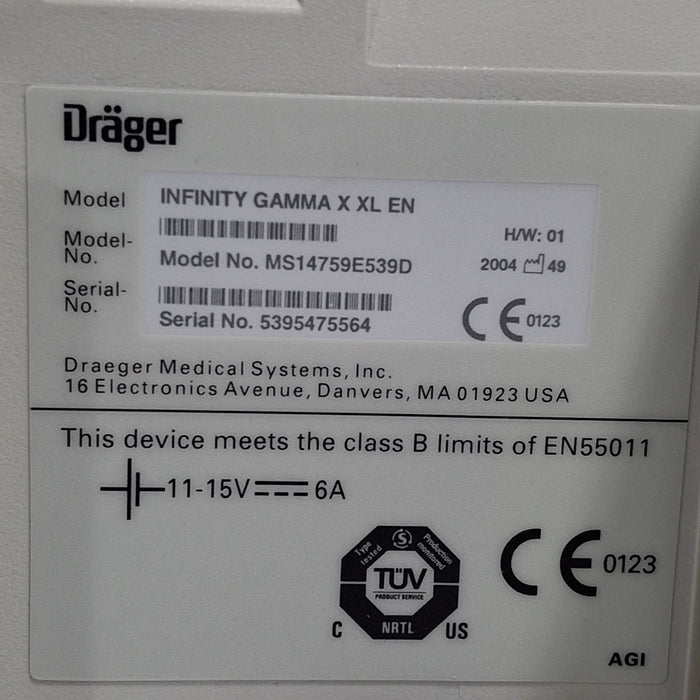 Dräger
Model INFINITY GAMMA X XL EN
H/W: 01
Model-
No.
Model No. MS14759E539D
2004 49
Serial-
No.
Serial No. 5395475564
CE 0123
Draeger Medical Systems, Inc.
16 Electronics Avenue, Danvers, MA 01923 USA
This device meets the class B limits of EN55011
11-15V 6A
Type tested
S
Production monitored
TÜV
PRODUCT SERVICE
C NRTL US
CE 0123
AGI